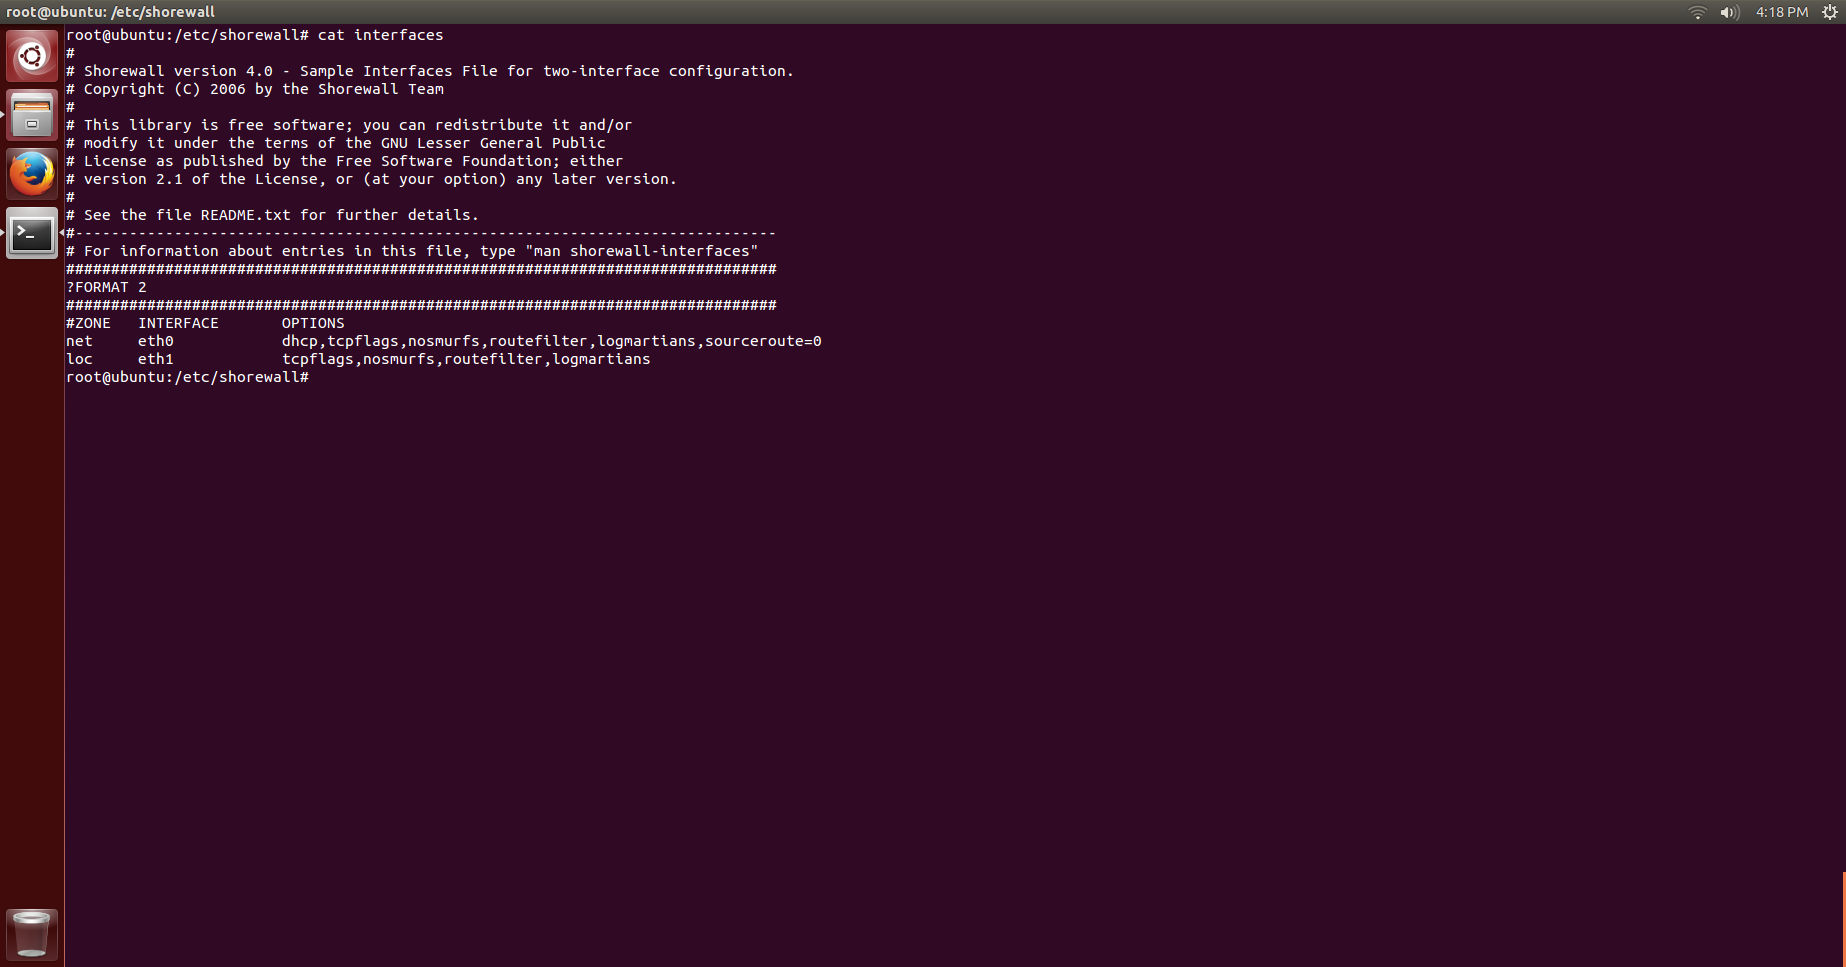 root@ubuntu: /etc/shorewall
4:18 PM
root@ubuntu:/etc/shorewall# cat interfaces
#
# Shorewall version 4.0 - Sample Interfaces File for two-interface configuration.
# Copyright (C) 2006 by the Shorewall Team
#
# This library is free software; you can redistribute it and/or
# modify it under the terms of the GNU Lesser General Public
# License as published by the Free Software Foundation; either
# version 2.1 of the License, or (at your option) any later version.
#
# See the file README.txt for further details.
#------------------------------------------------------------------------------
# For information about entries in this file, type "man shorewall-interfaces"
###############################################################################
?FORMAT 2
###############################################################################
#ZONE   INTERFACE       OPTIONS
net     eth0            dhcp,tcpflags,nosmurfs,routefilter,logmartians,sourceroute=0
loc     eth1            tcpflags,nosmurfs,routefilter,logmartians
root@ubuntu:/etc/shorewall#